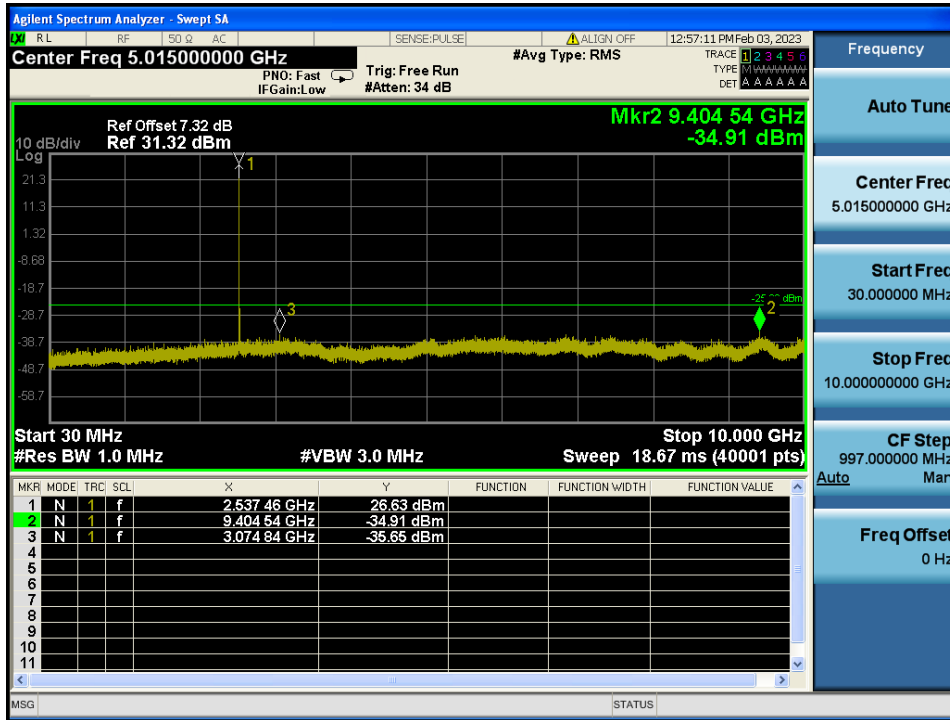 Agilent Spectrum Analyzer - Swept SA
LXI RL RF 50 Ω AC SENSE:PULSE ALIGN OFF 12:57:11 PM Feb 03, 2023
Center Freq 5.015000000 GHz
#Avg Type: RMS
TRACE 1 2 3 4 5 6
PNO: Fast
Trig: Free Run
TYPE M
IFGain:Low
#Atten: 34 dB
DET A A A A A A
Mkr2 9.404 54 GHz
-34.91 dBm
Ref Offset 7.32 dB
10 dB/div Ref 31.32 dBm
Log
1
21.3
11.3
1.32
-8.68
-18.7
-28.7
-38.7
-48.7
-58.7
3
2
Start 30 MHz Stop 10.000 GHz
#Res BW 1.0 MHz #VBW 3.0 MHz Sweep 18.67 ms (40001 pts)
MKR MODE TRC SCL X Y FUNCTION FUNCTION WIDTH FUNCTION VALUE
1 N 1 f 2.537 46 GHz 26.63 dBm
2 N 1 f 9.404 54 GHz -34.91 dBm
3 N 1 f 3.074 84 GHz -35.65 dBm
4
5
6
7
8
9
10
11
MSG STATUS
Frequency
Auto Tune
Center Freq
5.015000000 GHz
Start Freq
30.000000 MHz
Stop Freq
10.000000000 GHz
CF Step
997.000000 MHz
Auto Man
Freq Offset
0 Hz